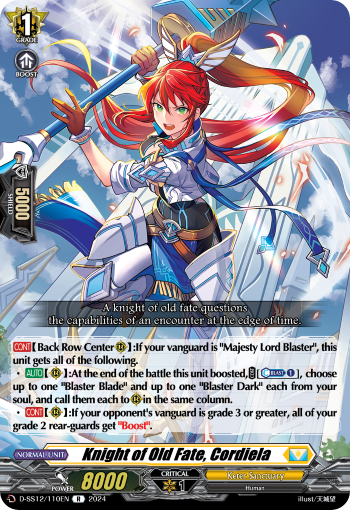 1
GRADE
BOOST
5000
SHIELD
A knight of old fate questions
the capabilities of an encounter at the edge of time.
CONT【Back Row Center Ⓡ】:If your vanguard is "Majesty Lord Blaster", this
unit gets all of the following.
・AUTO【Ⓡ】:At the end of the battle this unit boosted, [BLAST 1], choose
up to one "Blaster Blade" and up to one "Blaster Dark" each from your
soul, and call them each to Ⓡ in the same column.
・CONT【Ⓡ】:If your opponent's vanguard is grade 3 or greater, all of your
grade 2 rear-guards get "Boost".
NORMAL UNIT
Knight of Old Fate, Cordiela
POWER 8000
CRITICAL
1
Keter Sanctuary
Human
D-SS12/110EN R 2024
illust/天城望